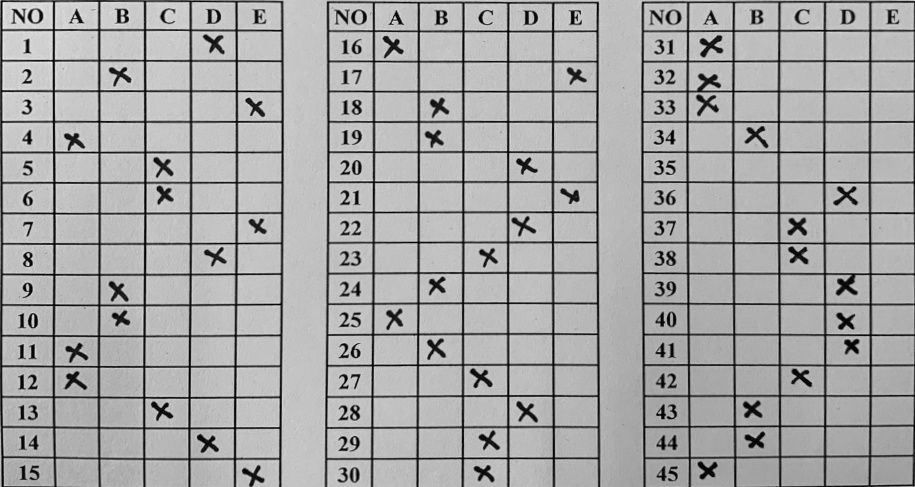 NO A B C D E NO A B C D E NO A B C D E
1 X 16 X 31 X
2 X 17 X 32 X
3 X 18 X 33 X
4 X 19 X 34 X
5 X 20 X 35
6 X 21 X 36 X
7 X 22 X 37 X
8 X 23 X 38 X
9 X 24 X 39 X
10 X 25 X 40 X
11 X 26 X 41 X
12 X 27 X 42 X
13 X 28 X 43 X
14 X 29 X 44 X
15 X 30 X 45 X